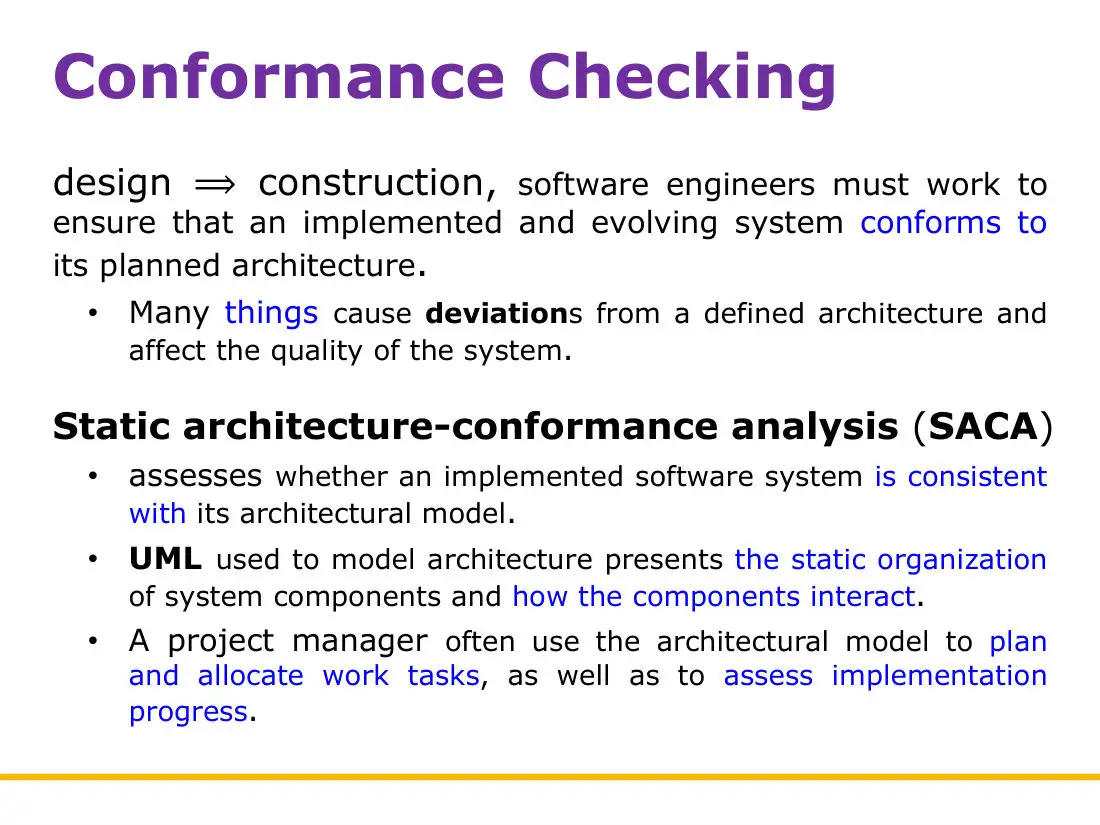 Conformance Checking
design ⟹ construction, software engineers must work to
ensure that an implemented and evolving system conforms to
its planned architecture.
• Many things cause deviations from a defined architecture and
affect the quality of the system.
Static architecture-conformance analysis (SACA)
• assesses whether an implemented software system is consistent
with its architectural model.
• UML used to model architecture presents the static organization
of system components and how the components interact.
• A project manager often use the architectural model to plan
and allocate work tasks, as well as to assess implementation
progress.